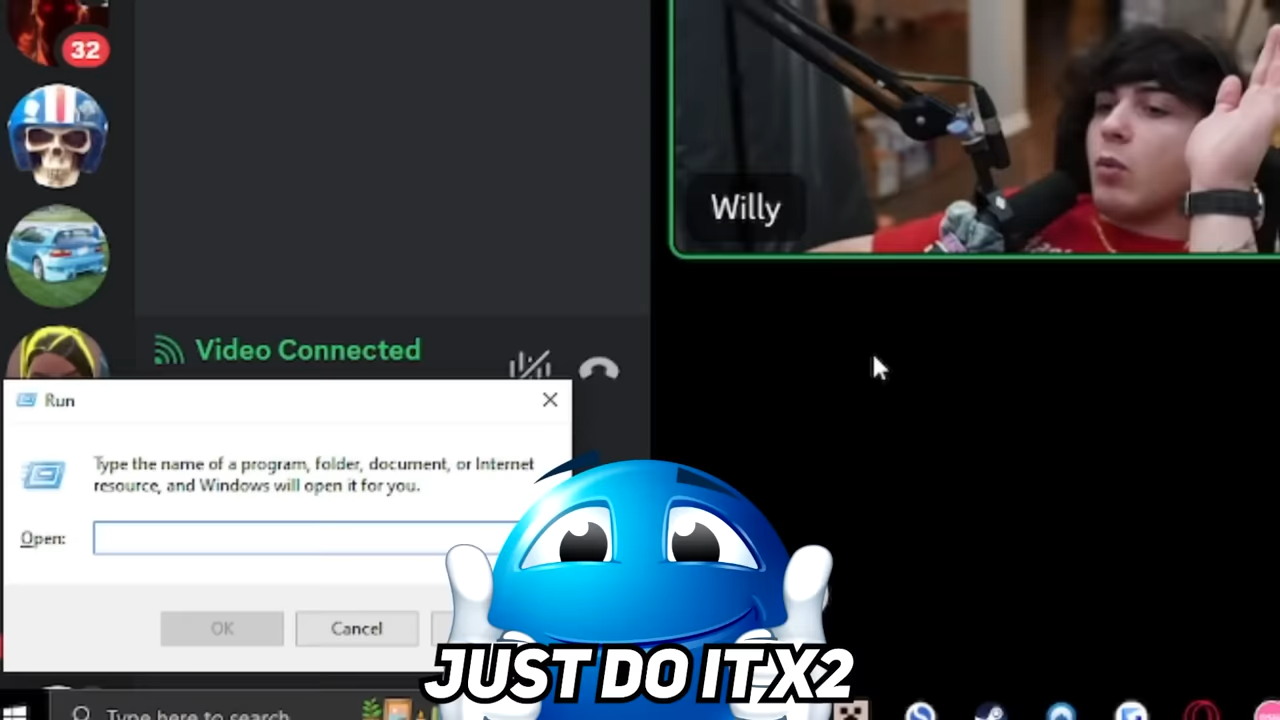 32
Willy
Video Connected
Run
Type the name of a program, folder, document, or Internet
resource, and Windows will open it for you.
Open:
OK
Cancel
JUST DO IT X2
Type here to search